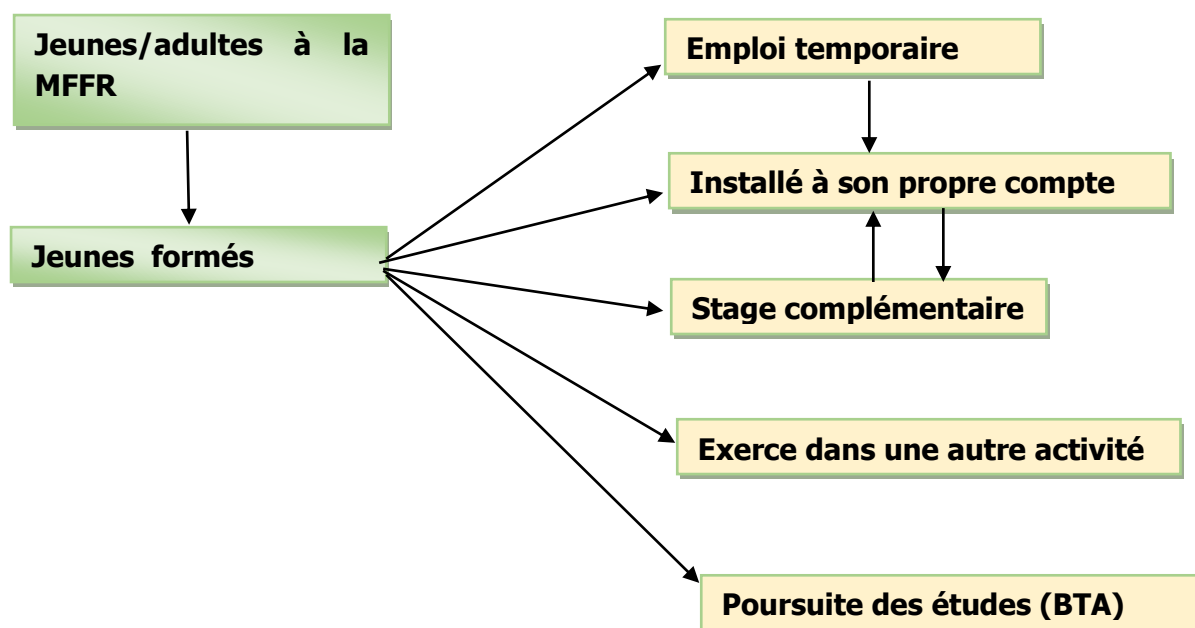 Jeunes/adultes à la
MFFR
Emploi temporaire
Installé à son propre compte
Jeunes formés
Stage complémentaire
Exerce dans une autre activité
Poursuite des études (BTA)